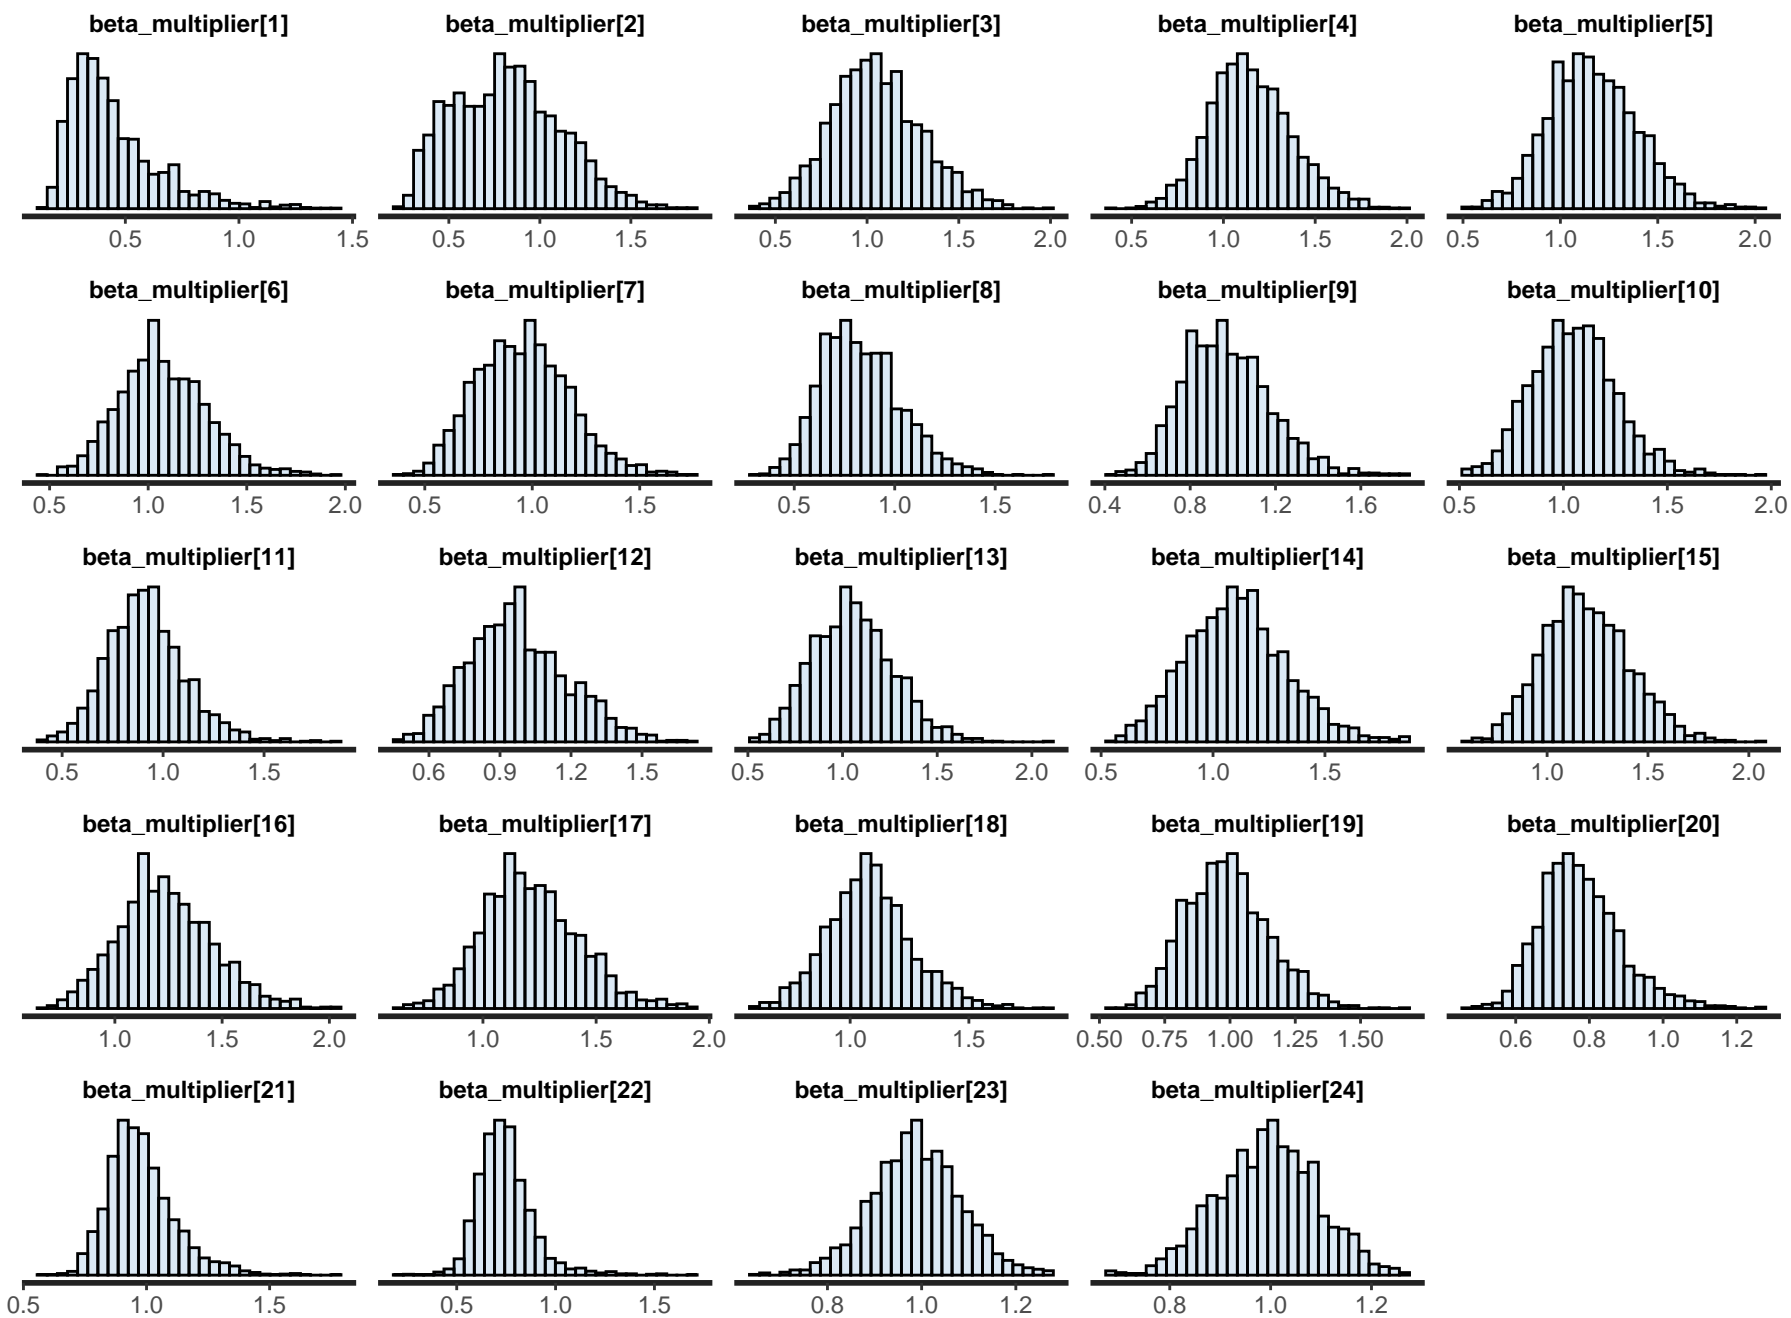 beta_multiplier[1] beta_multiplier[2] beta_multiplier[3] beta_multiplier[4] beta_multiplier[5]
0.5 1.0 1.5 0.5 1.0 1.5 0.5 1.0 1.5 2.0 0.5 1.0 1.5 2.0 0.5 1.0 1.5 2.0
beta_multiplier[6] beta_multiplier[7] beta_multiplier[8] beta_multiplier[9] beta_multiplier[10]
0.5 1.0 1.5 2.0 0.5 1.0 1.5 0.5 1.0 1.5 0.4 0.8 1.2 1.6 0.5 1.0 1.5 2.0
beta_multiplier[11] beta_multiplier[12] beta_multiplier[13] beta_multiplier[14] beta_multiplier[15]
0.5 1.0 1.5 0.6 0.9 1.2 1.5 0.5 1.0 1.5 2.0 0.5 1.0 1.5 1.0 1.5 2.0
beta_multiplier[16] beta_multiplier[17] beta_multiplier[18] beta_multiplier[19] beta_multiplier[20]
1.0 1.5 2.0 1.0 1.5 2.0 1.0 1.5 0.50 0.75 1.00 1.25 1.50 0.6 0.8 1.0 1.2
beta_multiplier[21] beta_multiplier[22] beta_multiplier[23] beta_multiplier[24]
0.5 1.0 1.5 0.5 1.0 1.5 0.8 1.0 1.2 0.8 1.0 1.2